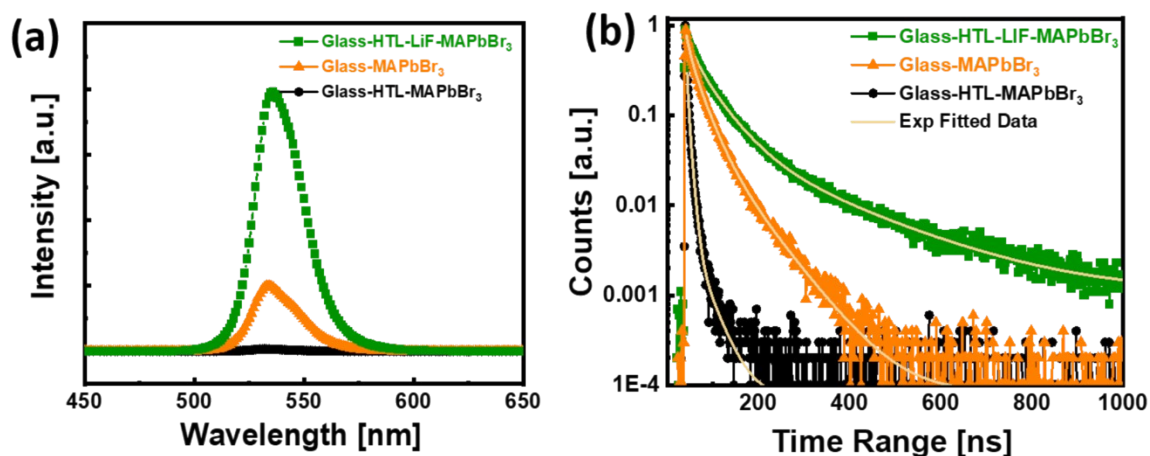 (a)
Glass-HTL-LiF-MAPbBr₃
Glass-MAPbBr₃
Glass-HTL-MAPbBr₃
Intensity [a.u.]
450 500 550 600 650
Wavelength [nm]
(b)
Glass-HTL-LIF-MAPbBr₃
Glass-MAPbBr₃
Glass-HTL-MAPbBr₃
Exp Fitted Data
Counts [a.u.]
1
0.1
0.01
0.001
1E-4
200 400 600 800 1000
Time Range [ns]